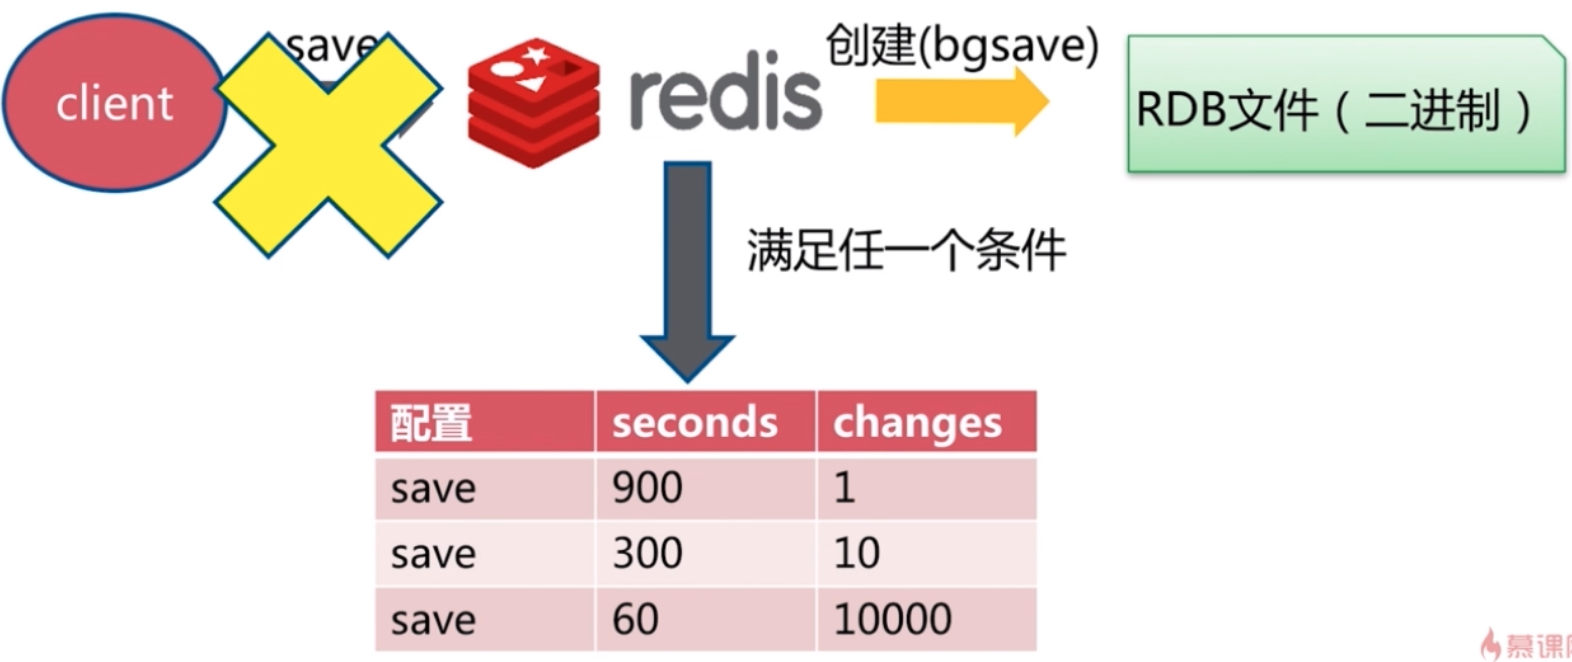 client
save
redis
创建(bgsave)
RDB文件（二进制）
满足任一个条件
配置 seconds changes
save 900 1
save 300 10
save 60 10000
慕课